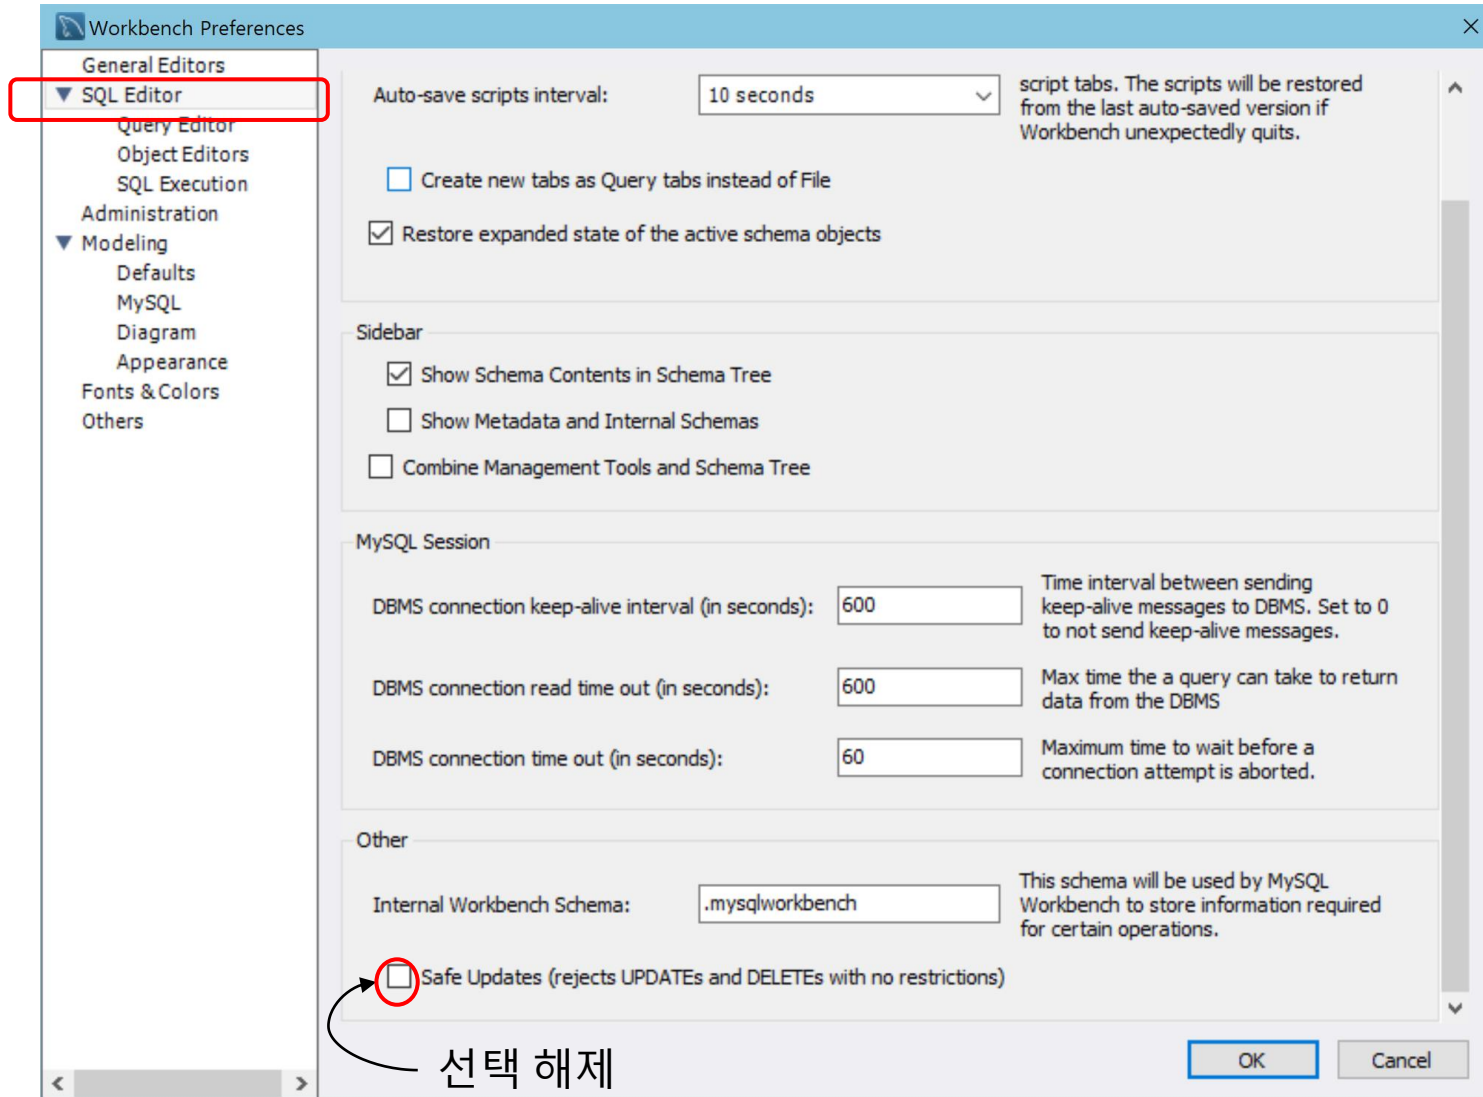 Workbench Preferences
General Editors
SQL Editor
Query Editor
Object Editors
SQL Execution
Administration
Modeling
Defaults
MySQL
Diagram
Appearance
Fonts & Colors
Others
Auto-save scripts interval:
10 seconds
script tabs. The scripts will be restored
from the last auto-saved version if
Workbench unexpectedly quits.
Create new tabs as Query tabs instead of File
Restore expanded state of the active schema objects
Sidebar
Show Schema Contents in Schema Tree
Show Metadata and Internal Schemas
Combine Management Tools and Schema Tree
MySQL Session
DBMS connection keep-alive interval (in seconds):
600
Time interval between sending
keep-alive messages to DBMS. Set to 0
to not send keep-alive messages.
DBMS connection read time out (in seconds):
600
Max time the a query can take to return
data from the DBMS
DBMS connection time out (in seconds):
60
Maximum time to wait before a
connection attempt is aborted.
Other
Internal Workbench Schema:
.mysqlworkbench
This schema will be used by MySQL
Workbench to store information required
for certain operations.
Safe Updates (rejects UPDATEs and DELETEs with no restrictions)
선택 해제
OK
Cancel